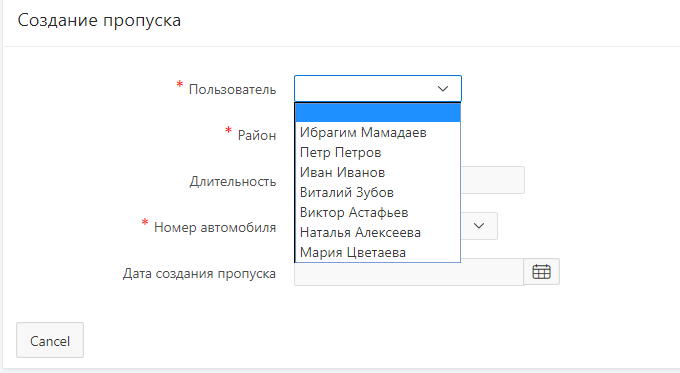 Создание пропуска
* Пользователь
Ибрагим Мамадаев
* Район
Петр Петров
Иван Иванов
Длительность
Виталий Зубов
Виктор Астафьев
* Номер автомобиля
Наталья Алексеева
Мария Цветаева
Дата создания пропуска
Cancel